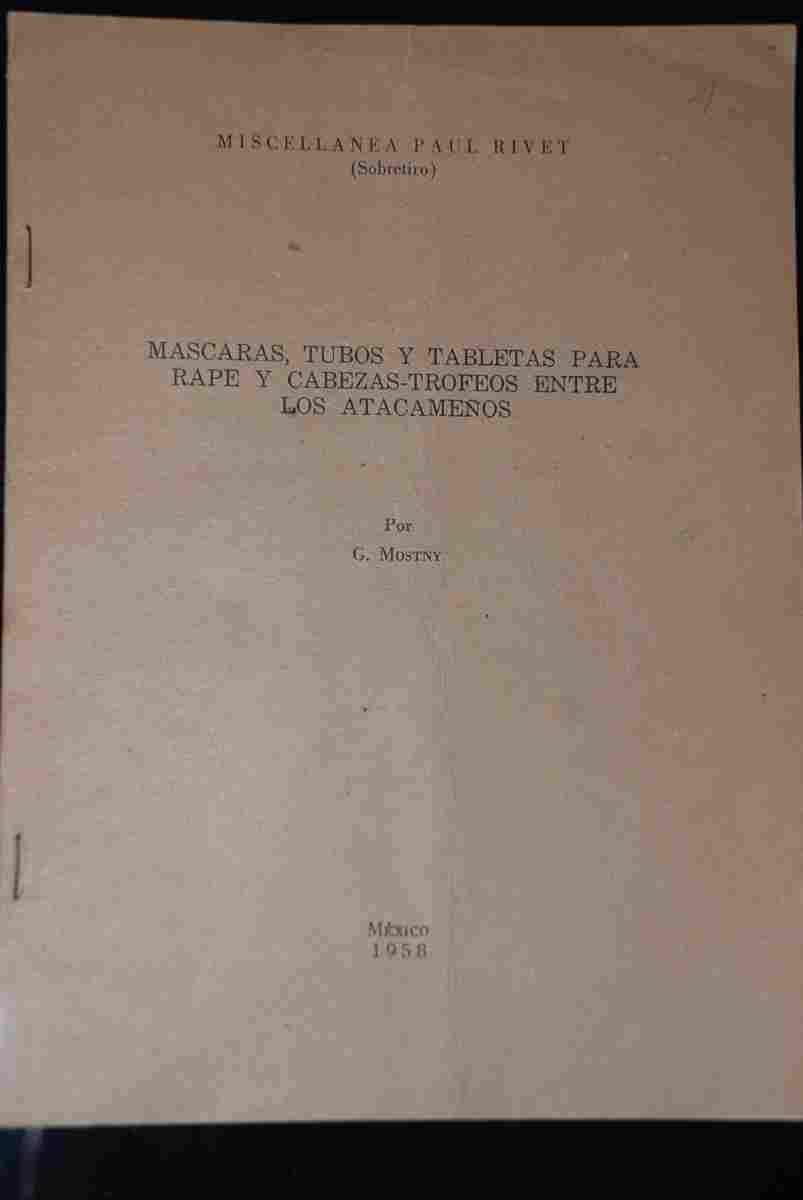 MISCELLANEA PAUL RIVET
(Sobretiro)
MASCARAS, TUBOS Y TABLETAS PARA
RAPE Y CABEZAS-TROFEOS ENTRE
LOS ATACAMEÑOS
Por
G. MOSTNY
México
1958